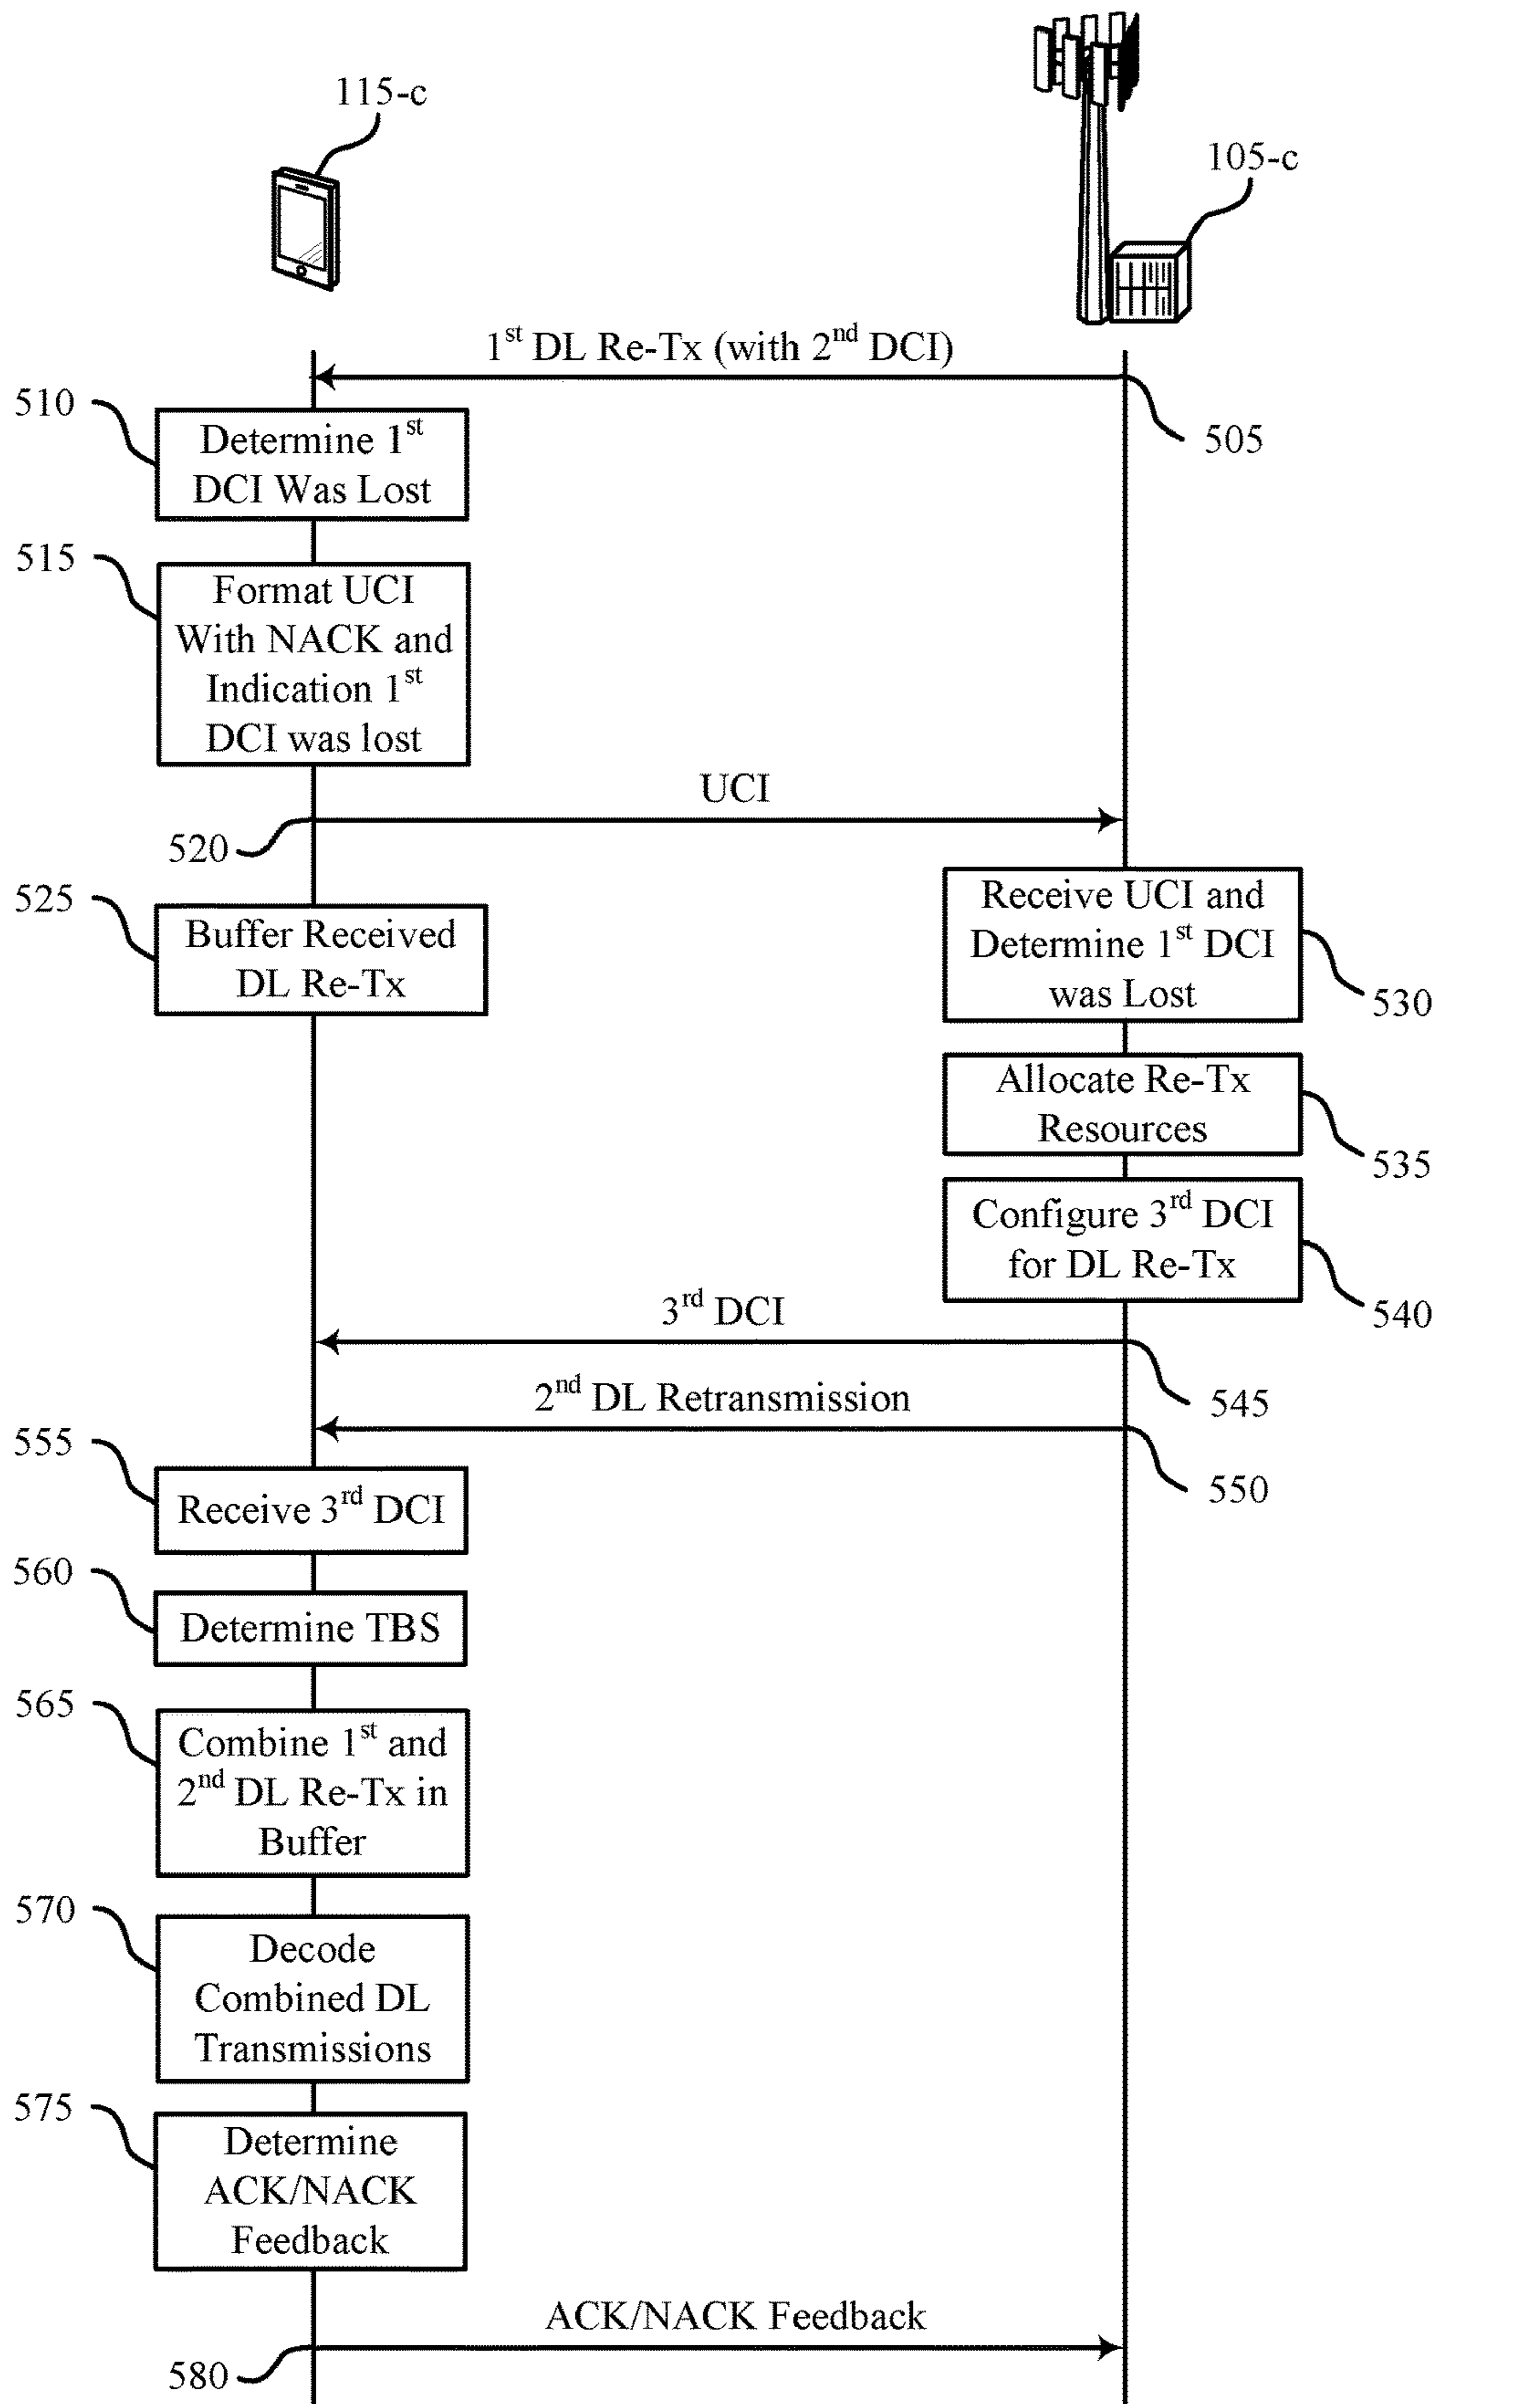 115-c
105-c
1st DL Re-Tx (with 2nd DCI)
505
510
Determine 1st
DCI Was Lost
515
Format UCI
With NACK and
Indication 1st
DCI was lost
UCI
520
525
Buffer Received
DL Re-Tx
Receive UCI and
Determine 1st DCI
was Lost
530
Allocate Re-Tx
Resources
535
Configure 3rd DCI
for DL Re-Tx
540
3rd DCI
545
2nd DL Retransmission
550
555
Receive 3rd DCI
560
Determine TBS
565
Combine 1st and
2nd DL Re-Tx in
Buffer
570
Decode
Combined DL
Transmissions
575
Determine
ACK/NACK
Feedback
ACK/NACK Feedback
580